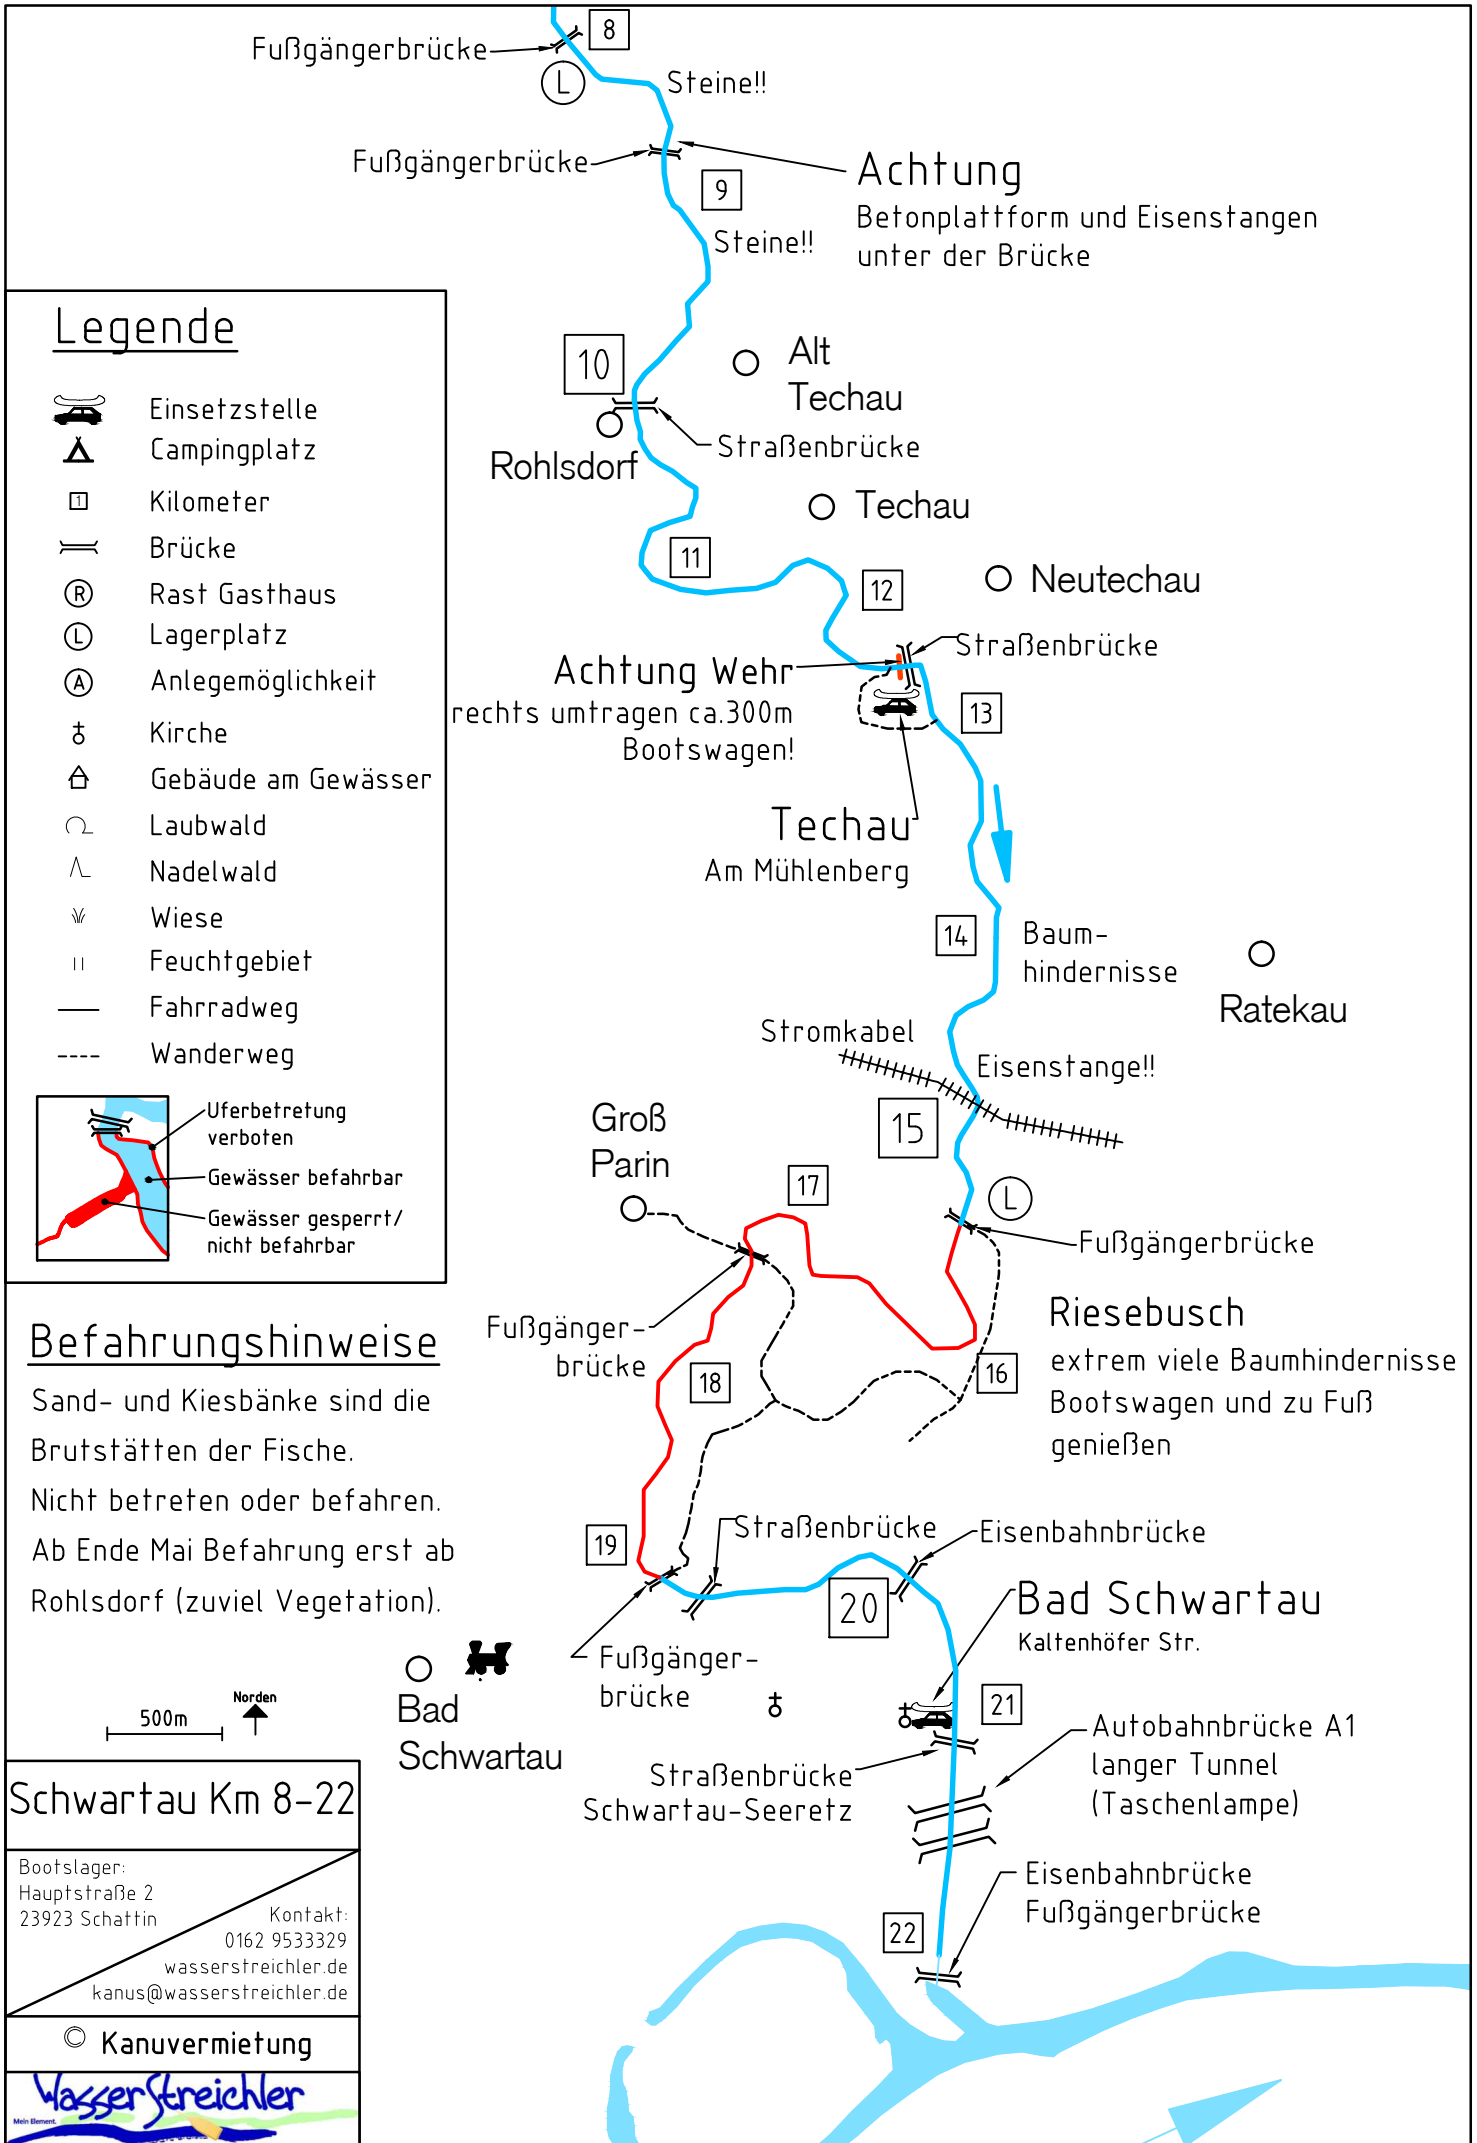 8
Fußgängerbrücke
L
Steine!!
Fußgängerbrücke
Achtung
Betonplattform und Eisenstangen
unter der Brücke
9
Steine!!
Legende
Einsetzstelle
Campingplatz
1 Kilometer
Brücke
R Rast Gasthaus
L Lagerplatz
A Anlegemöglichkeit
Kirche
Gebäude am Gewässer
Laubwald
Nadelwald
Wiese
Feuchtgebiet
Fahrradweg
Wanderweg
Uferbetretung
verboten
Gewässer befahrbar
Gewässer gesperrt/
nicht befahrbar
10
Alt
Techau
Straßenbrücke
Rohlsdorf
Techau
11
12
Neutechau
Straßenbrücke
Achtung Wehr
rechts umtragen ca.300m
Bootswagen!
13
Techau
Am Mühlenberg
14
Baum-
hindernisse
Ratekau
Stromkabel
Eisenstange!!
15
Groß
Parin
17
L
Fußgängerbrücke
Fußgänger-
brücke
18
16
Riesebusch
extrem viele Baumhindernisse
Bootswagen und zu Fuß
genießen
Befahrungshinweise
Sand- und Kiesbänke sind die
Brutstätten der Fische.
Nicht betreten oder befahren.
Ab Ende Mai Befahrung erst ab
Rohlsdorf (zuviel Vegetation).
19
Straßenbrücke
Eisenbahnbrücke
20
Bad Schwartau
Kaltenhöfer Str.
Fußgänger-
brücke
Bad
Schwartau
500m
Norden
21
Straßenbrücke
Schwartau-Seeretz
Autobahnbrücke A1
langer Tunnel
(Taschenlampe)
Eisenbahnbrücke
Fußgängerbrücke
22
Schwartau Km 8-22
Bootslager:
Hauptstraße 2
23923 Schattin
Kontakt:
0162 9533329
wasserstreichler.de
kanus@wasserstreichler.de
© Kanuvermietung
WasserStreichler
Mein Element.